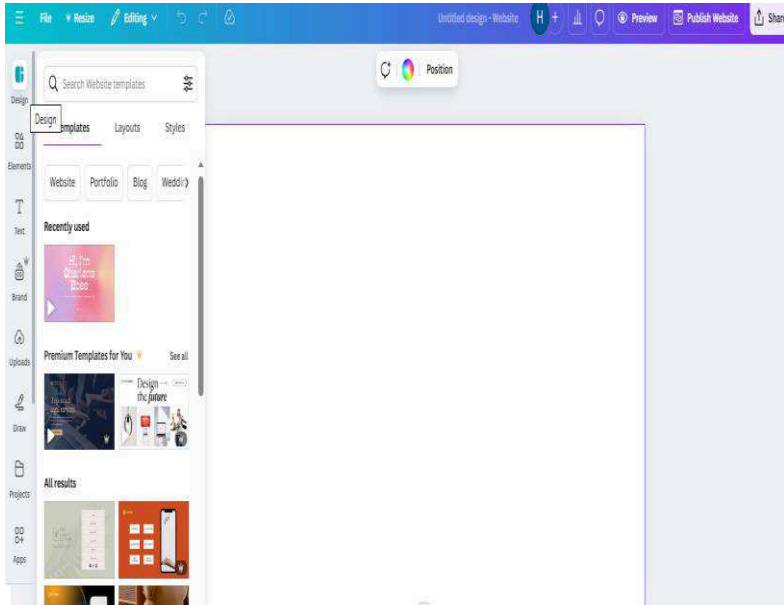 File Resize Editing Untitled design - Website H + Preview Publish Website Shar
Search Website templates
Position
Design
Design
emplates Layouts Styles
Elements
Website Portfolio Blog Weddin
Text
Recently used
Hi, I'm
Brand
Uploads
Premium Templates for You See all
Design
the future
Draw
Projects
All results
Apps